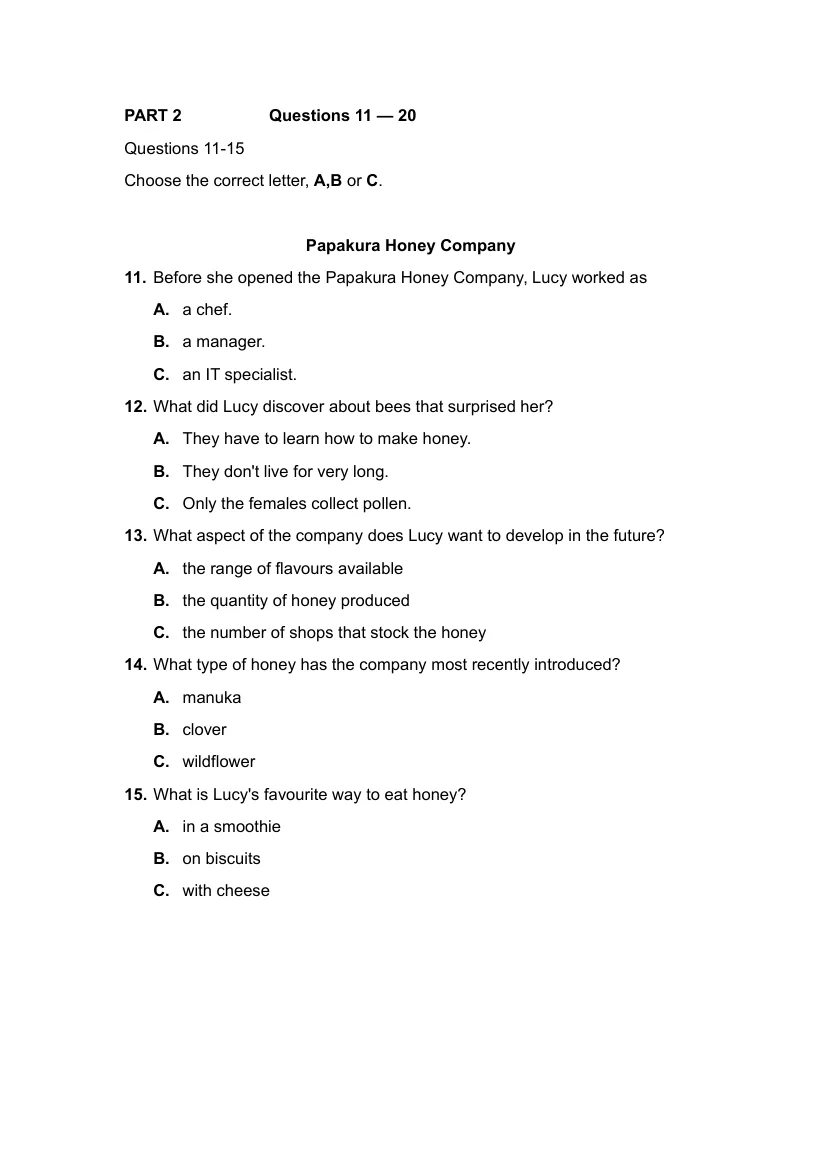 PART 2 Questions 11 — 20
Questions 11-15
Choose the correct letter, A,B or C.
Papakura Honey Company
11. Before she opened the Papakura Honey Company, Lucy worked as
A. a chef.
B. a manager.
C. an IT specialist.
12. What did Lucy discover about bees that surprised her?
A. They have to learn how to make honey.
B. They don't live for very long.
C. Only the females collect pollen.
13. What aspect of the company does Lucy want to develop in the future?
A. the range of flavours available
B. the quantity of honey produced
C. the number of shops that stock the honey
14. What type of honey has the company most recently introduced?
A. manuka
B. clover
C. wildflower
15. What is Lucy's favourite way to eat honey?
A. in a smoothie
B. on biscuits
C. with cheese